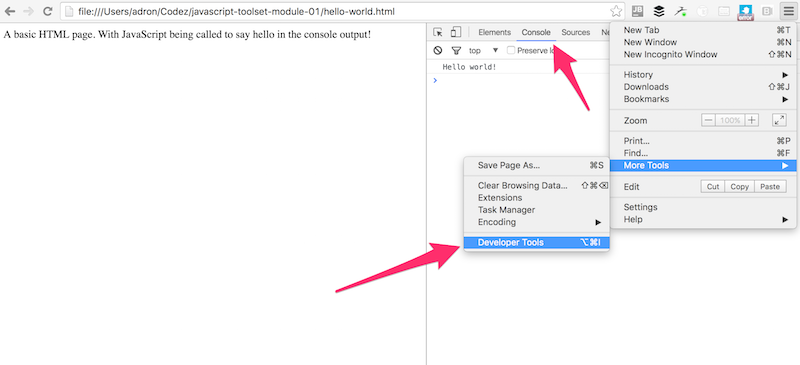 file:///Users/adron/Codez/javascript-toolset-module-01/hello-world.html
error
A basic HTML page. With JavaScript being called to say hello in the console output!
Elements Console Sources
top ▼ Preserve
Hello world!
New Tab ⌘T
New Window ⌘N
New Incognito Window ⇧⌘N
History ▶
Downloads ⇧⌘J
Bookmarks ▶
Zoom − 100% +
Print... ⌘P
Find... ⌘F
More Tools ▶
Edit Cut Copy Paste
Settings
Help ▶
Save Page As... ⌘S
Clear Browsing Data... ⇧⌘⌫
Extensions
Task Manager
Encoding ▶
Developer Tools ⌥⌘I